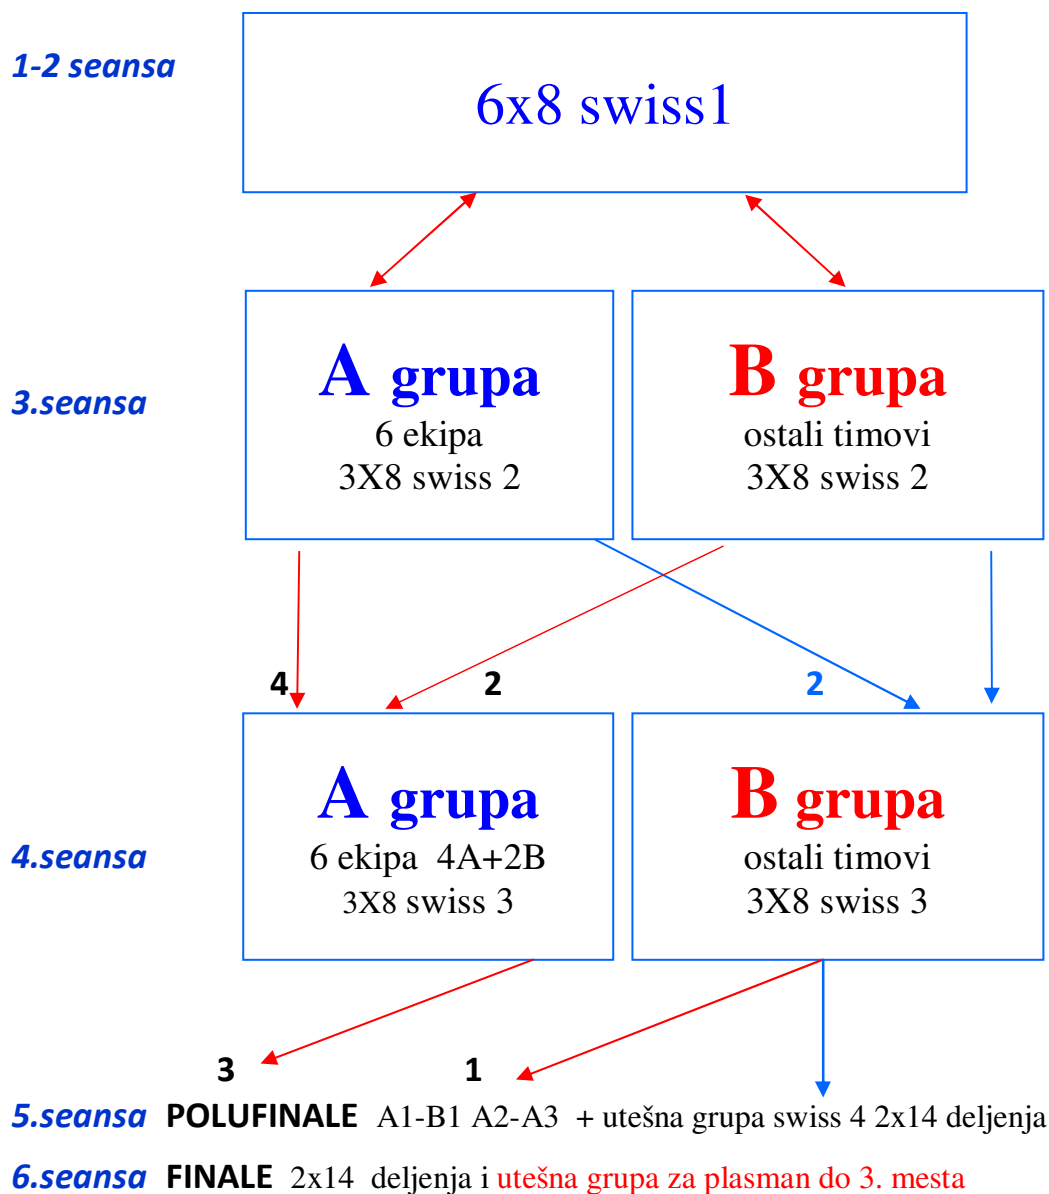 1-2 seansa
6x8 swiss1
3.seansa
A grupa
6 ekipa
3X8 swiss 2
B grupa
ostali timovi
3X8 swiss 2
4
2
2
4.seansa
A grupa
6 ekipa 4A+2B
3X8 swiss 3
B grupa
ostali timovi
3X8 swiss 3
3
1
5.seansa POLUFINALE A1-B1 A2-A3 + utešna grupa swiss 4 2x14 deljenja
6.seansa FINALE 2x14 deljenja i utešna grupa za plasman do 3. mesta